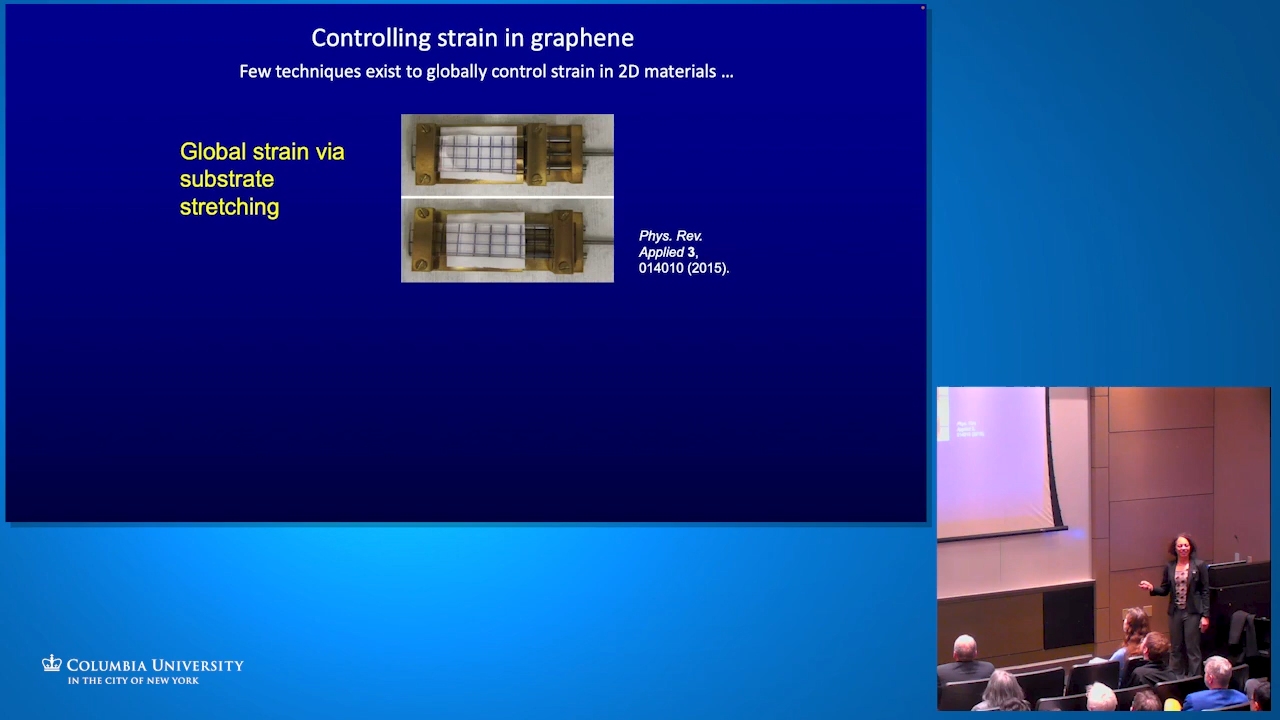 Controlling strain in graphene
Few techniques exist to globally control strain in 2D materials ...
Global strain via
substrate
stretching
Phys. Rev.
Applied 3,
014010 (2015).
COLUMBIA UNIVERSITY
IN THE CITY OF NEW YORK